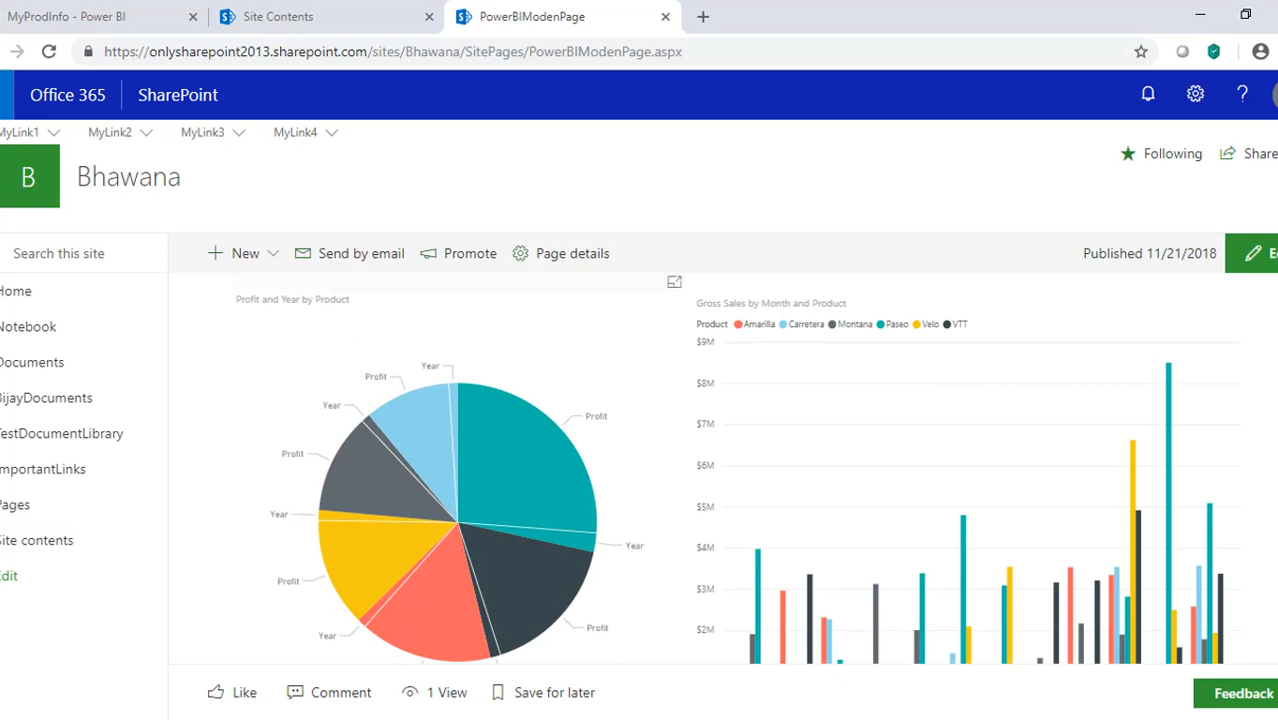 MyProdInfo - Power BI
Site Contents
PowerBIModenPage
https://onlysharepoint2013.sharepoint.com/sites/Bhawana/SitePages/PowerBIModenPage.aspx
Office 365
SharePoint
MyLink1 MyLink2 MyLink3 MyLink4
Following
Share
B
Bhawana
Search this site
New
Send by email
Promote
Page details
Published 11/21/2018
Home
Notebook
Documents
BijayDocuments
TestDocumentLibrary
ImportantLinks
Pages
Site contents
Edit
Profit and Year by Product
Year
Profit
Year
Profit
Profit
Year
Year
Profit
Profit
Year
Gross Sales by Month and Product
Product Amarilla Carretera Montana Paseo Velo VTT
$9M
$8M
$7M
$6M
$5M
$4M
$3M
$2M
Like
Comment
1 View
Save for later
Feedback